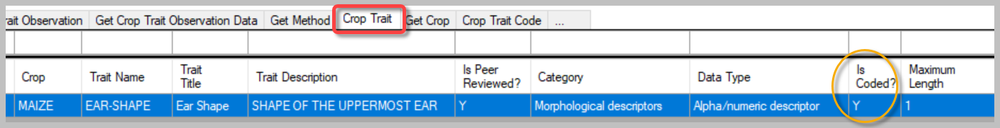 rait Observation Get Crop Trait Observation Data Get Method Crop Trait Get Crop Crop Trait Code ...
Crop Trait Name Trait Title Trait Description Is Peer Reviewed? Category Data Type Is Coded? Maximum Length
MAIZE EAR-SHAPE Ear Shape SHAPE OF THE UPPERMOST EAR Y Morphological descriptors Alpha/numeric descriptor Y 1